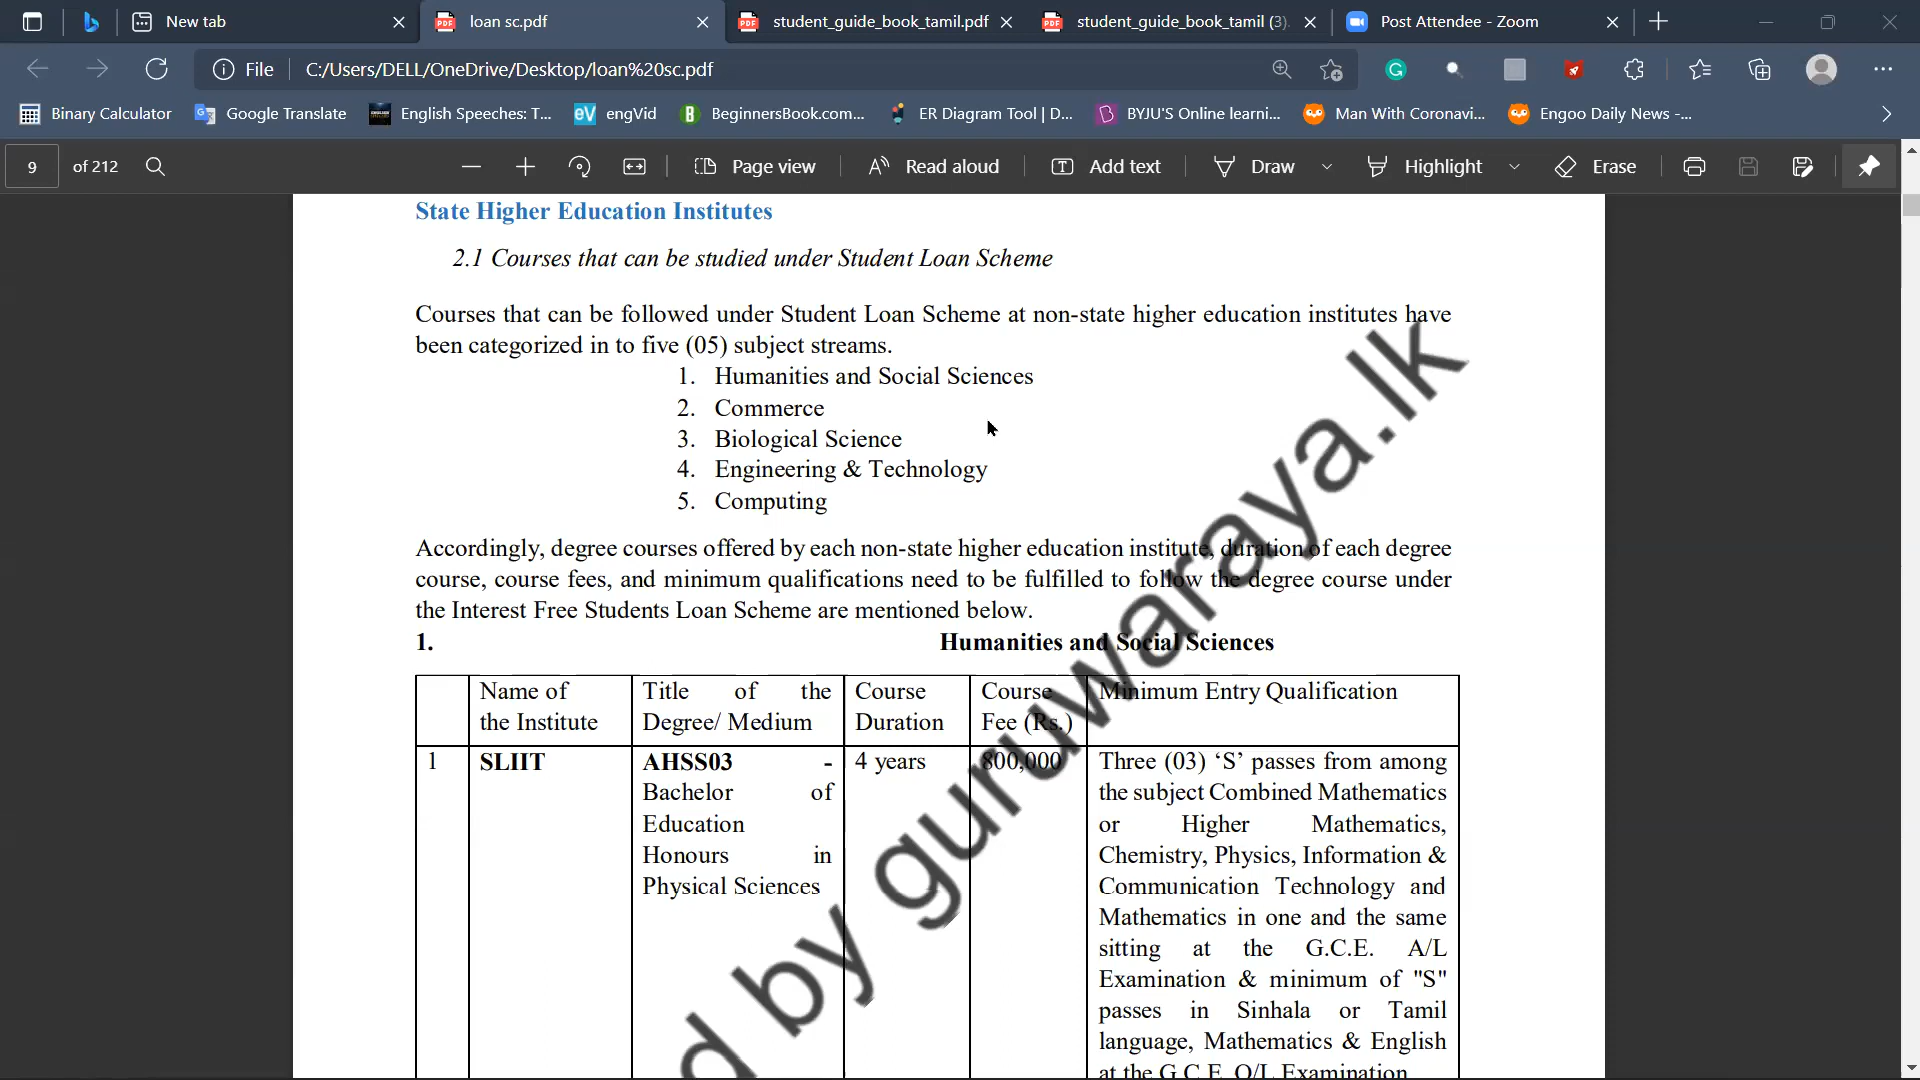 New tab
loan sc.pdf
student_guide_book_tamil.pdf
student_guide_book_tamil (3).
Post Attendee - Zoom
File
C:/Users/DELL/OneDrive/Desktop/loan%20sc.pdf
Binary Calculator
Google Translate
English Speeches: T...
engVid
BeginnersBook.com...
ER Diagram Tool | D...
BYJU'S Online learni...
Man With Coronavi...
Engoo Daily News -...
9 of 212
Page view
Read aloud
Add text
Draw
Highlight
Erase
State Higher Education Institutes
2.1 Courses that can be studied under Student Loan Scheme
Courses that can be followed under Student Loan Scheme at non-state higher education institutes have
been categorized in to five (05) subject streams.
1. Humanities and Social Sciences
2. Commerce
3. Biological Science
4. Engineering & Technology
5. Computing
Accordingly, degree courses offered by each non-state higher education institute, duration of each degree
course, course fees, and minimum qualifications need to be fulfilled to follow the degree course under
the Interest Free Students Loan Scheme are mentioned below.
1. Humanities and Social Sciences
Name of
the Institute
Title of the
Degree/ Medium
Course
Duration
Course
Fee (Rs.)
Minimum Entry Qualification
1
SLIIT
AHSS03 -
Bachelor of
Education
Honours in
Physical Sciences
4 years
800,000
Three (03) ‘S’ passes from among
the subject Combined Mathematics
or Higher Mathematics,
Chemistry, Physics, Information &
Communication Technology and
Mathematics in one and the same
sitting at the G.C.E. A/L
Examination & minimum of "S"
passes in Sinhala or Tamil
language, Mathematics & English
at the G.C.E. O/L Examination
d by guruwaraya.lk